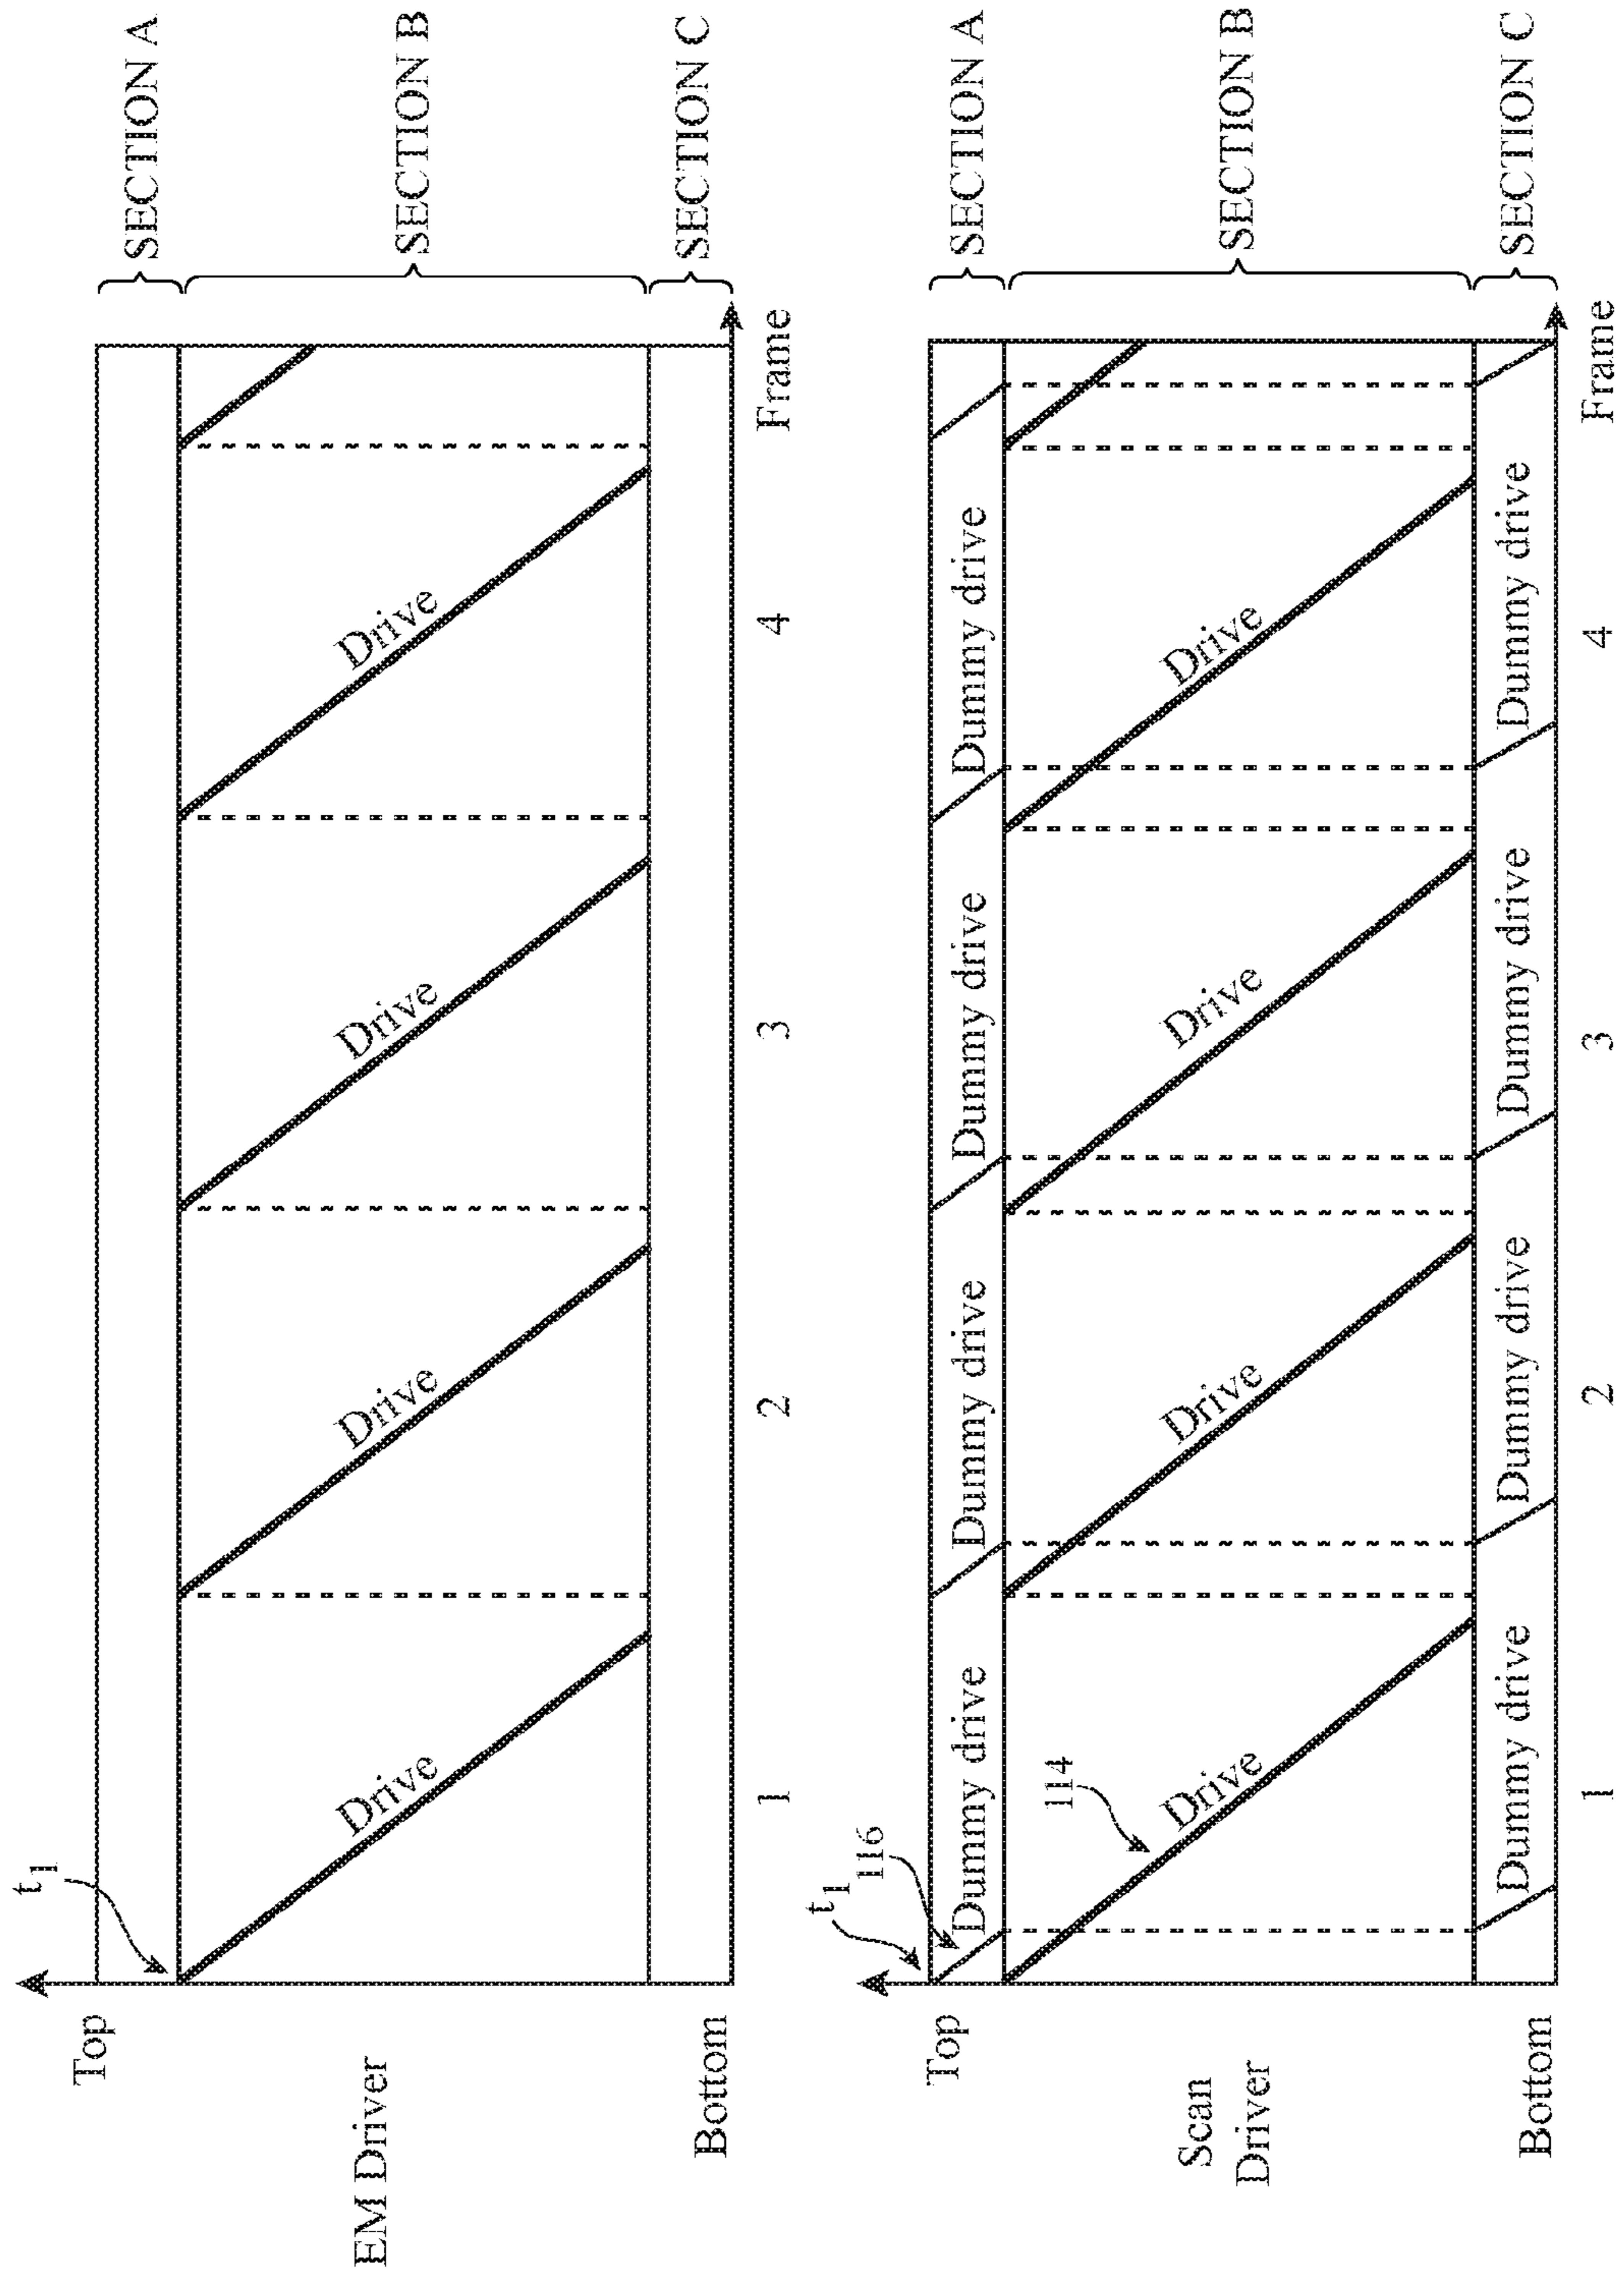 t1
Top
EM Driver
Bottom
Drive
Drive
Drive
Drive
1
2
3
4
Frame
SECTION A
SECTION B
SECTION C
t1
116
114
Top
Scan
Driver
Bottom
Dummy drive
Dummy drive
Dummy drive
Dummy drive
Drive
Drive
Drive
Drive
Dummy drive
Dummy drive
Dummy drive
Dummy drive
1
2
3
4
Frame
SECTION A
SECTION B
SECTION C